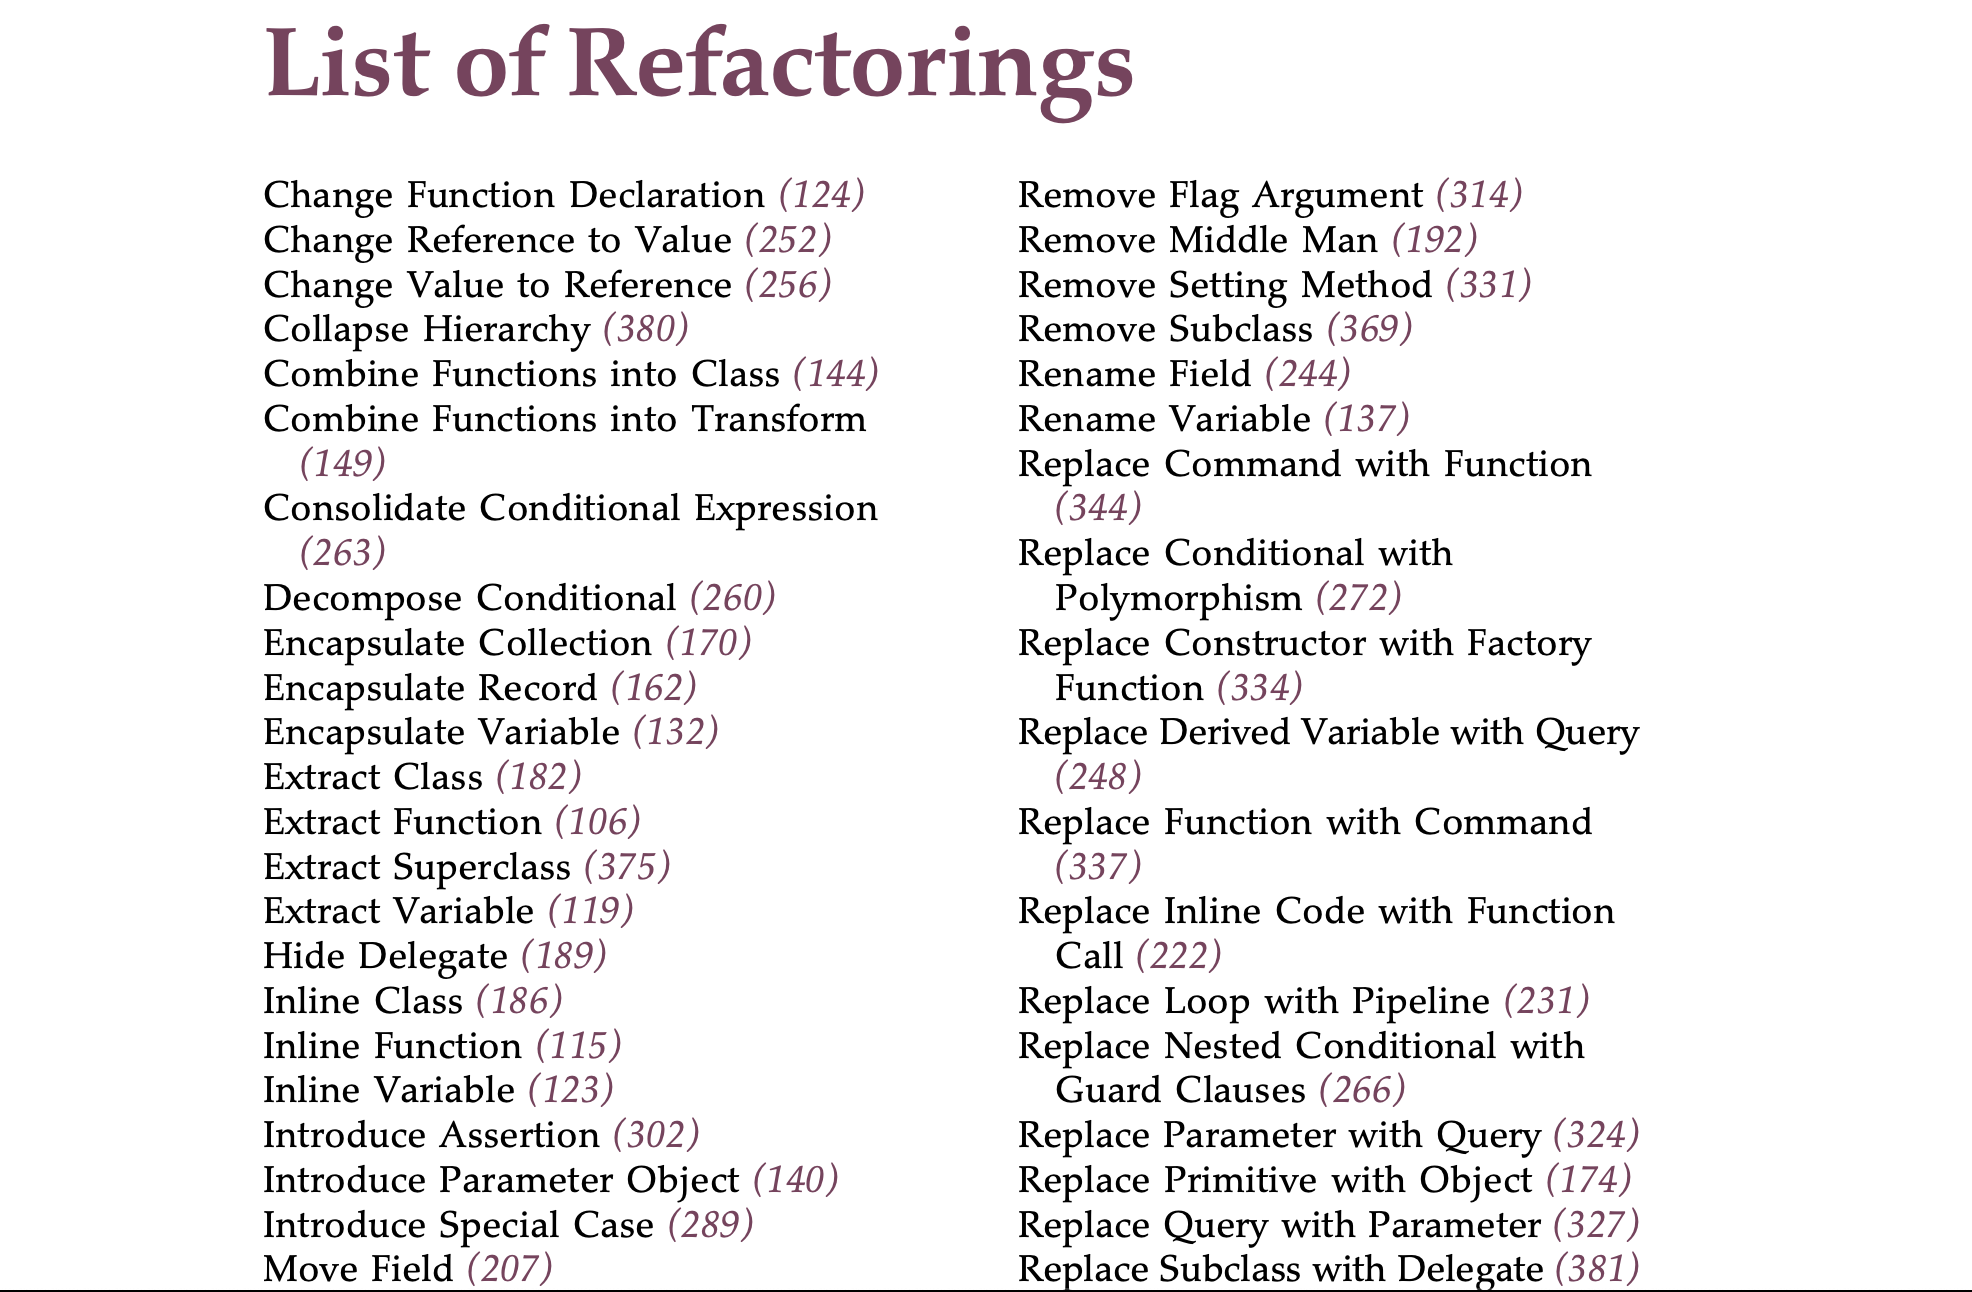 List of Refactorings
Change Function Declaration (124)
Change Reference to Value (252)
Change Value to Reference (256)
Collapse Hierarchy (380)
Combine Functions into Class (144)
Combine Functions into Transform
(149)
Consolidate Conditional Expression
(263)
Decompose Conditional (260)
Encapsulate Collection (170)
Encapsulate Record (162)
Encapsulate Variable (132)
Extract Class (182)
Extract Function (106)
Extract Superclass (375)
Extract Variable (119)
Hide Delegate (189)
Inline Class (186)
Inline Function (115)
Inline Variable (123)
Introduce Assertion (302)
Introduce Parameter Object (140)
Introduce Special Case (289)
Move Field (207)
Remove Flag Argument (314)
Remove Middle Man (192)
Remove Setting Method (331)
Remove Subclass (369)
Rename Field (244)
Rename Variable (137)
Replace Command with Function
(344)
Replace Conditional with
Polymorphism (272)
Replace Constructor with Factory
Function (334)
Replace Derived Variable with Query
(248)
Replace Function with Command
(337)
Replace Inline Code with Function
Call (222)
Replace Loop with Pipeline (231)
Replace Nested Conditional with
Guard Clauses (266)
Replace Parameter with Query (324)
Replace Primitive with Object (174)
Replace Query with Parameter (327)
Replace Subclass with Delegate (381)